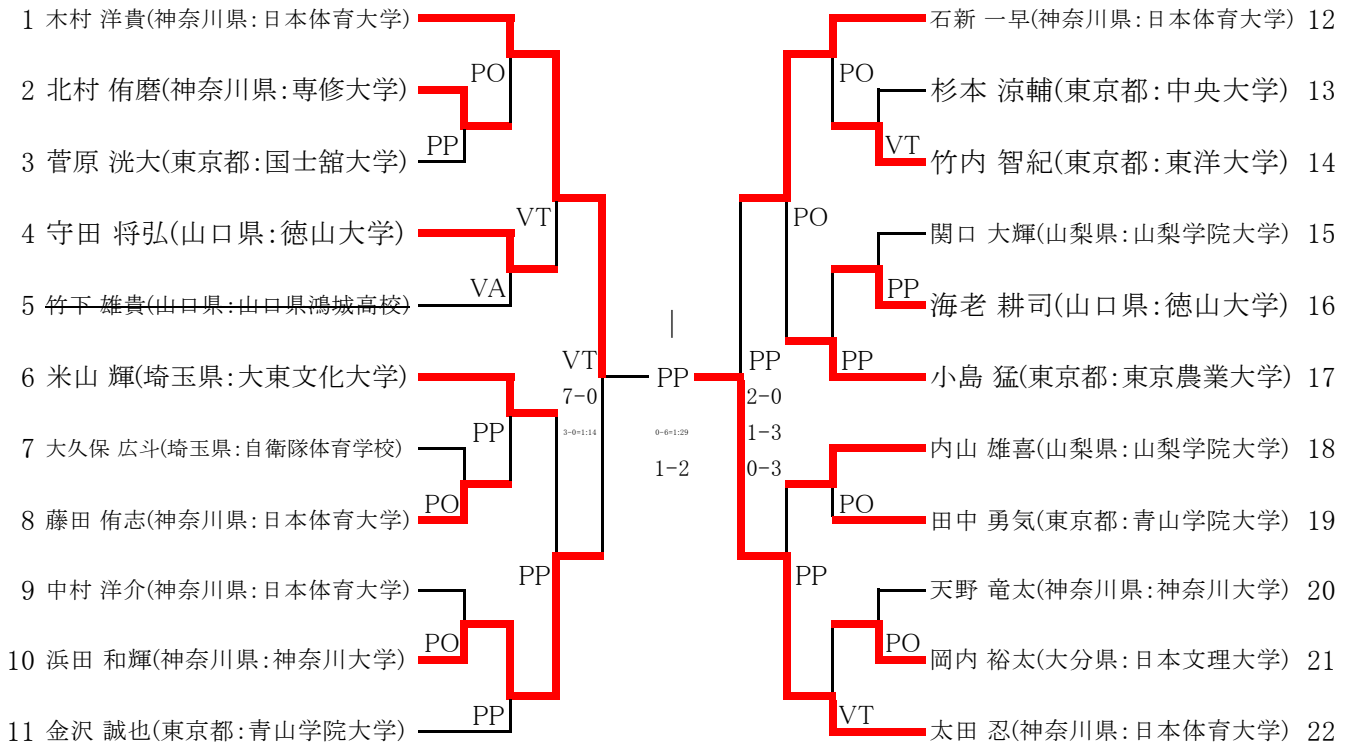 1 木村 洋貴(神奈川県:日本体育大学)
PO
2 北村 侑磨(神奈川県:専修大学)
PP
3 菅原 洸大(東京都:国士舘大学)
VT
4 守田 将弘(山口県:徳山大学)
VA
5 竹下 雄貴(山口県:山口県鴻城高校)
VT
7-0
3-0=1:14
6 米山 輝(埼玉県:大東文化大学)
PP
7 大久保 広斗(埼玉県:自衛隊体育学校)
PO
8 藤田 侑志(神奈川県:日本体育大学)
PP
9 中村 洋介(神奈川県:日本体育大学)
PO
10 浜田 和輝(神奈川県:神奈川大学)
PP
11 金沢 誠也(東京都:青山学院大学)
|
PP
0-6=1:29
1-2
石新 一早(神奈川県:日本体育大学) 12
PO
杉本 涼輔(東京都:中央大学) 13
VT
竹内 智紀(東京都:東洋大学) 14
PO
関口 大輝(山梨県:山梨学院大学) 15
PP
海老 耕司(山口県:徳山大学) 16
PP
小島 猛(東京都:東京農業大学) 17
PP
2-0
1-3
0-3
内山 雄喜(山梨県:山梨学院大学) 18
PO
田中 勇気(東京都:青山学院大学) 19
PP
天野 竜太(神奈川県:神奈川大学) 20
PO
岡内 裕太(大分県:日本文理大学) 21
VT
太田 忍(神奈川県:日本体育大学) 22